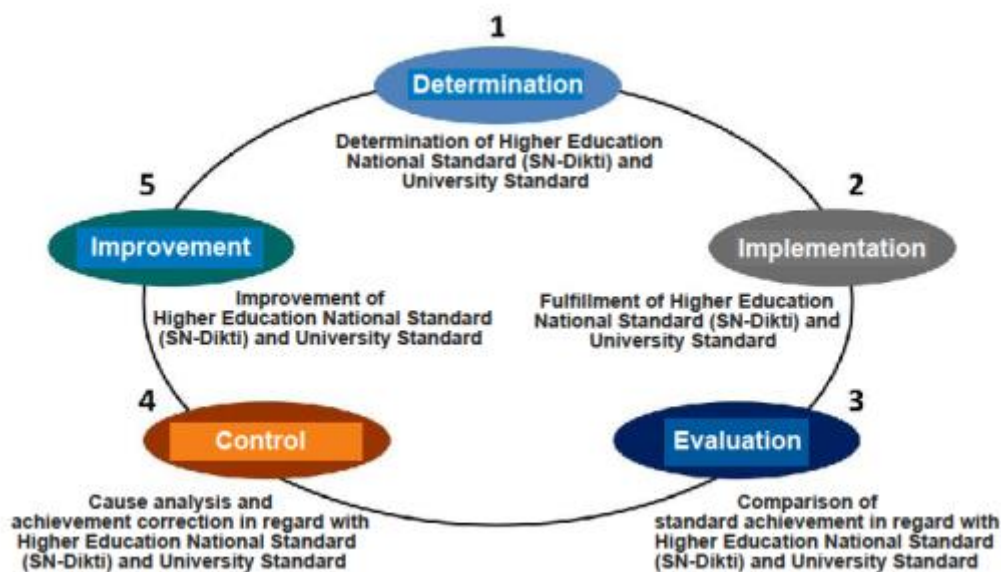 1
Determination
Determination of Higher Education
National Standard (SN-Dikti) and
University Standard
2
Implementation
Fulfillment of Higher Education
National Standard (SN-Dikti) and
University Standard
3
Evaluation
Comparison of
standard achievement in regard with
Higher Education National Standard
(SN-Dikti) and University Standard
4
Control
Cause analysis and
achievement correction in regard with
Higher Education National Standard
(SN-Dikti) and University Standard
5
Improvement
Improvement of
Higher Education National Standard
(SN-Dikti) and University Standard